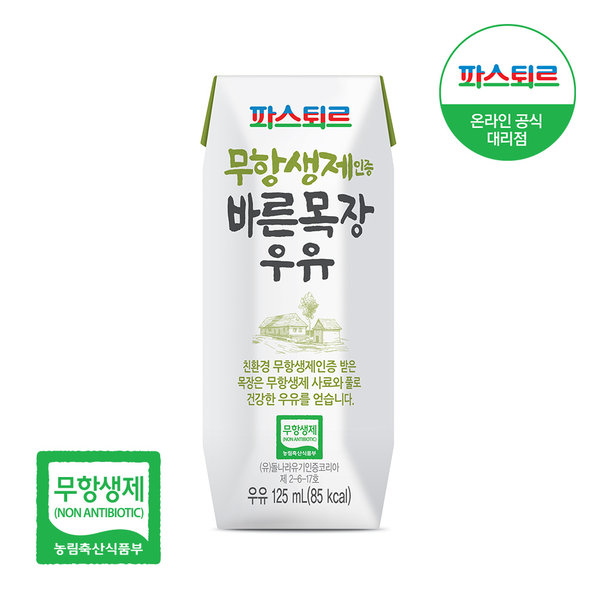 파스퇴르
온라인 공식
대리점
파스퇴르
무항생제인증
바른목장
우유
친환경 무항생제인증 받은
목장은 무항생제 사료와 풀로
건강한 우유를 얻습니다.
무항생제
(NON ANTIBIOTIC)
농림축산식품부
(유)돌나라유기인증코리아
제 2-6-17호
우유 125 mL(85 kcal)
무항생제
(NON ANTIBIOTIC)
농림축산식품부